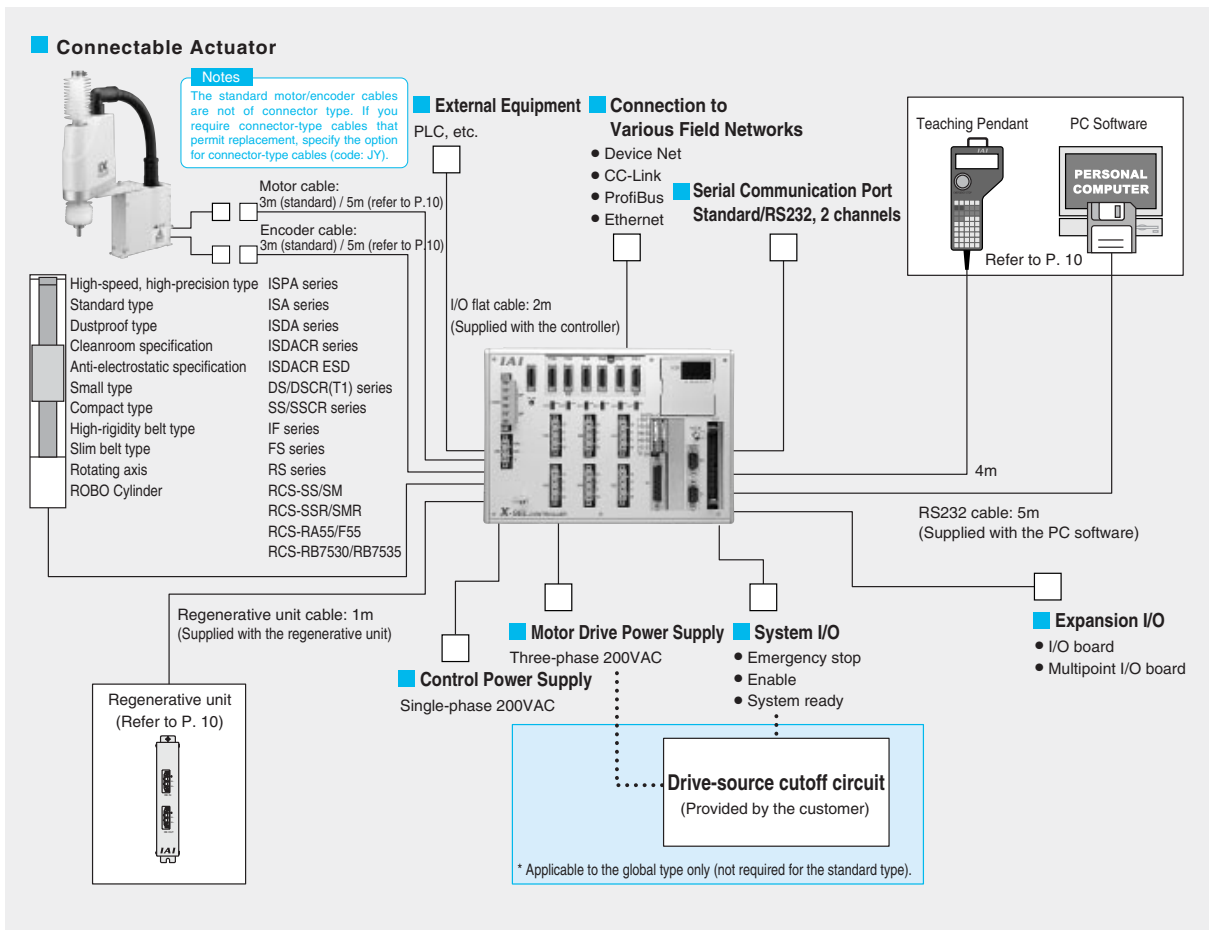 Connectable Actuator
Notes
The standard motor/encoder cables
are not of connector type. If you
require connector-type cables that
permit replacement, specify the option
for connector-type cables (code: JY).
External Equipment
PLC, etc.
Connection to
Various Field Networks
● Device Net
● CC-Link
● ProfiBus
● Ethernet
Serial Communication Port
Standard/RS232, 2 channels
Teaching Pendant
PC Software
IAI
PERSONAL
COMPUTER
Refer to P. 10
Motor cable:
3m (standard) / 5m (refer to P.10)
Encoder cable:
3m (standard) / 5m (refer to P.10)
High-speed, high-precision type ISPA series
Standard type ISA series
Dustproof type ISDA series
Cleanroom specification ISDACR series
Anti-electrostatic specification ISDACR ESD
Small type DS/DSCR(T1) series
Compact type SS/SSCR series
High-rigidity belt type IF series
Slim belt type FS series
Rotating axis RS series
ROBO Cylinder RCS-SS/SM
RCS-SSR/SMR
RCS-RA55/F55
RCS-RB7530/RB7535
I/O flat cable: 2m
(Supplied with the controller)
IAI
X-SEL CONTROLLER
4m
RS232 cable: 5m
(Supplied with the PC software)
Regenerative unit cable: 1m
(Supplied with the regenerative unit)
Regenerative unit
(Refer to P. 10)
IAI
Control Power Supply
Single-phase 200VAC
Motor Drive Power Supply
Three-phase 200VAC
System I/O
● Emergency stop
● Enable
● System ready
Expansion I/O
● I/O board
● Multipoint I/O board
Drive-source cutoff circuit
(Provided by the customer)
* Applicable to the global type only (not required for the standard type).